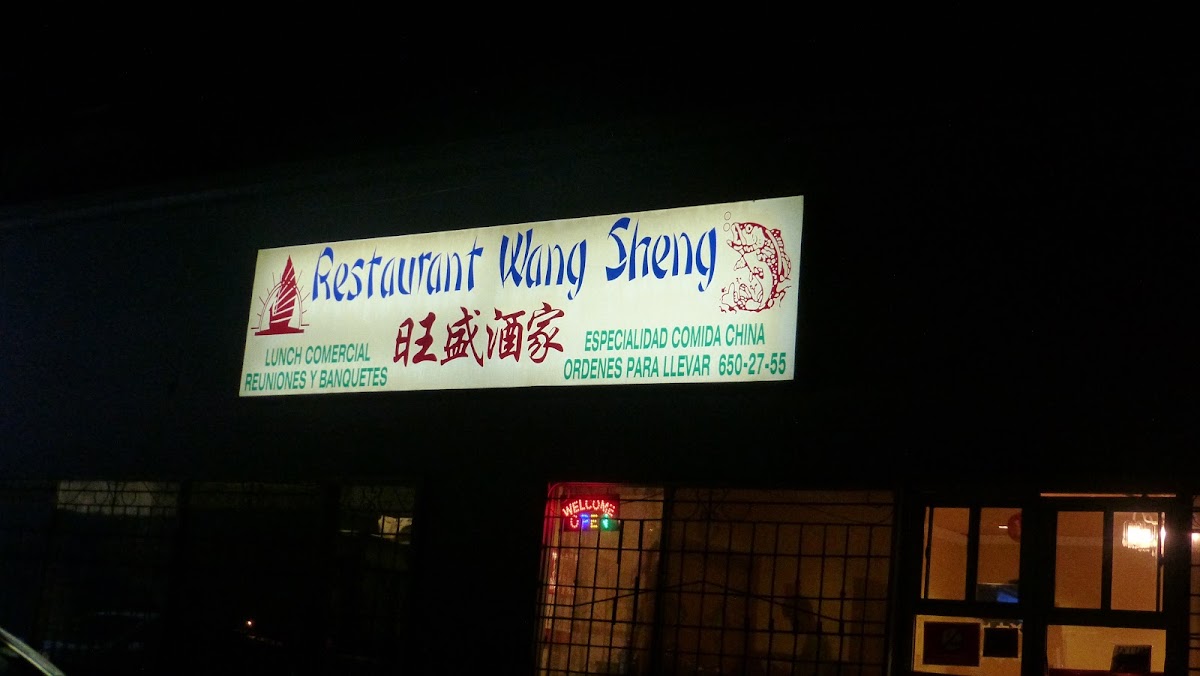 Restaurant Wang Sheng
旺盛酒家
LUNCH COMERCIAL
REUNIONES Y BANQUETES
ESPECIALIDAD COMIDA CHINA
ORDENES PARA LLEVAR 650-27-55
WELCOME
OPEN